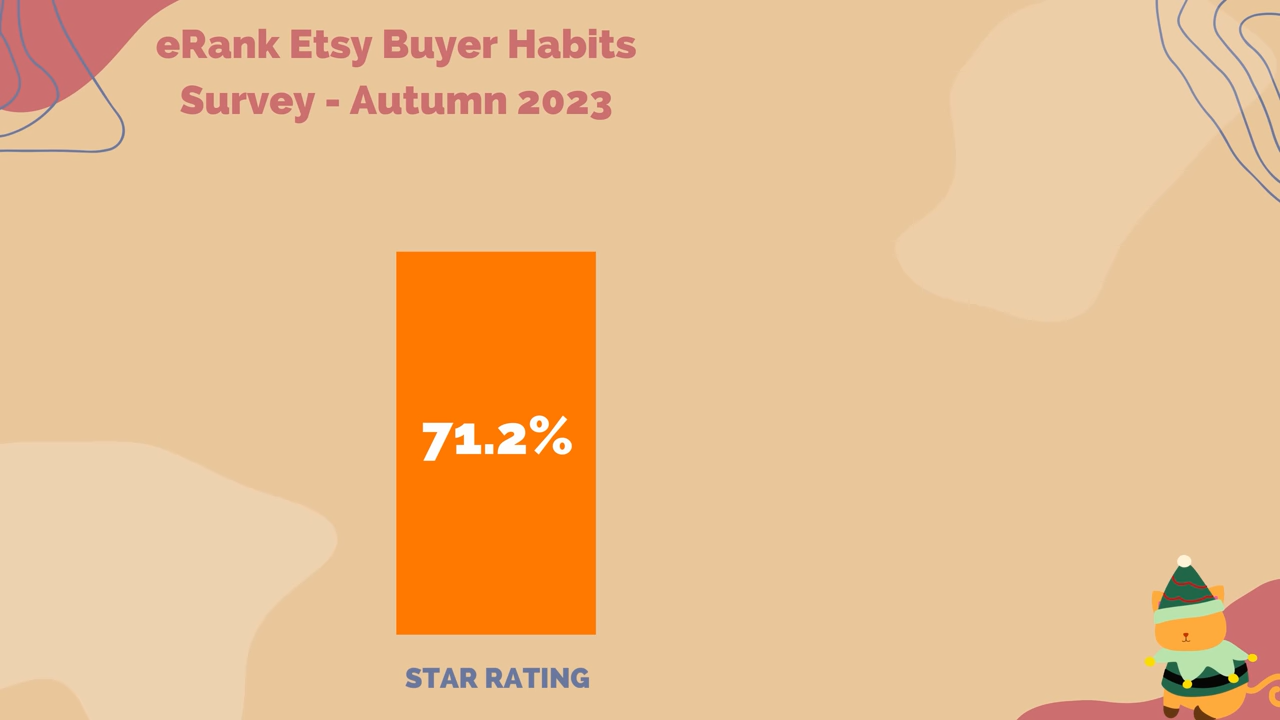 eRank Etsy Buyer Habits
Survey - Autumn 2023
71.2%
STAR RATING